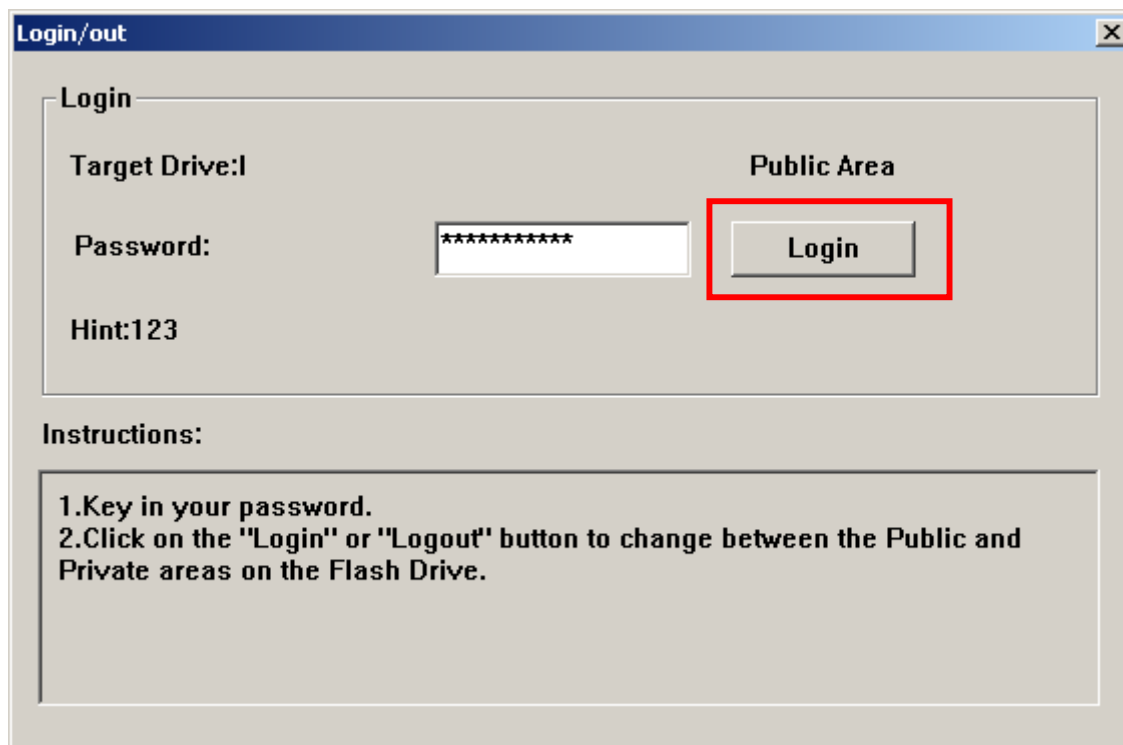 Login/out
Login
Target Drive:I
Public Area
Password:
***********
Login
Hint:123
Instructions:
1.Key in your password.
2.Click on the "Login" or "Logout" button to change between the Public and
Private areas on the Flash Drive.